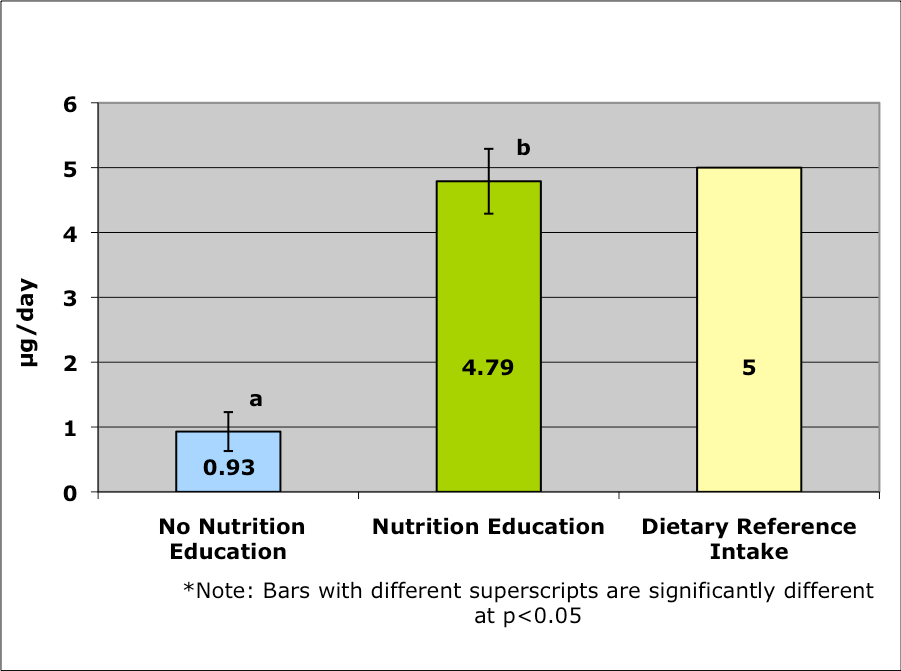 6
5
4
3
2
1
0
µg/day
a
b
0.93
4.79
5
No Nutrition
Education
Nutrition Education
Dietary Reference
Intake
*Note: Bars with different superscripts are significantly different
at p<0.05